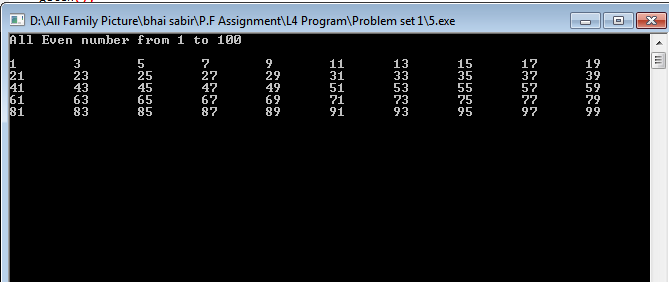 D:\All Family Picture\bhai sabir\P.F Assignment\L4 Program\Problem set 1\5.exe
All Even number from 1 to 100
1 3 5 7 9 11 13 15 17 19
21 23 25 27 29 31 33 35 37 39
41 43 45 47 49 51 53 55 57 59
61 63 65 67 69 71 73 75 77 79
81 83 85 87 89 91 93 95 97 99